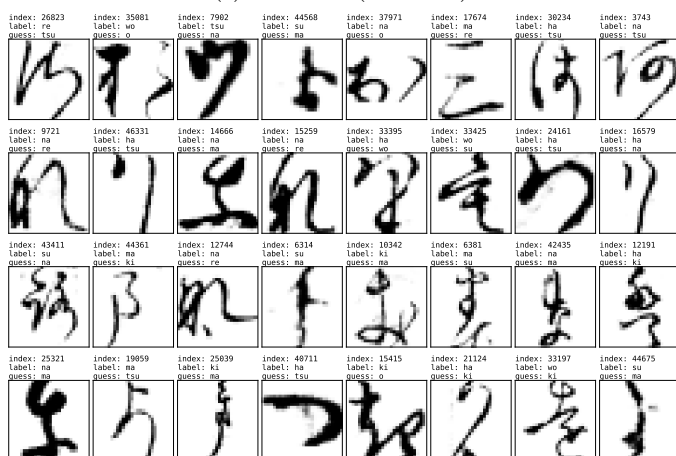 index: 26823 index: 35081 index: 7902 index: 44568 index: 37971 index: 17674 index: 30234 index: 3743
label: re label: wo label: tsu label: su label: na label: ma label: ha label: na
guess: tsu guess: o guess: na guess: ma guess: o guess: re guess: tsu guess: tsu
index: 9721 index: 46331 index: 14666 index: 15259 index: 33395 index: 33425 index: 24161 index: 16579
label: na label: ha label: na label: na label: ha label: wo label: ha label: ha
guess: re guess: tsu guess: ma guess: re guess: wo guess: su guess: tsu guess: na
index: 43411 index: 44361 index: 12744 index: 6314 index: 10342 index: 6381 index: 42435 index: 12191
label: su label: ma label: na label: su label: ki label: ma label: na label: ha
guess: na guess: ki guess: re guess: ma guess: ma guess: su guess: ma guess: ki
index: 25321 index: 19059 index: 25039 index: 40711 index: 15415 index: 21124 index: 33197 index: 44675
label: na label: ma label: ki label: ha label: ki label: ha label: wo label: su
guess: ma guess: tsu guess: ma guess: tsu guess: o guess: ki guess: su guess: ma